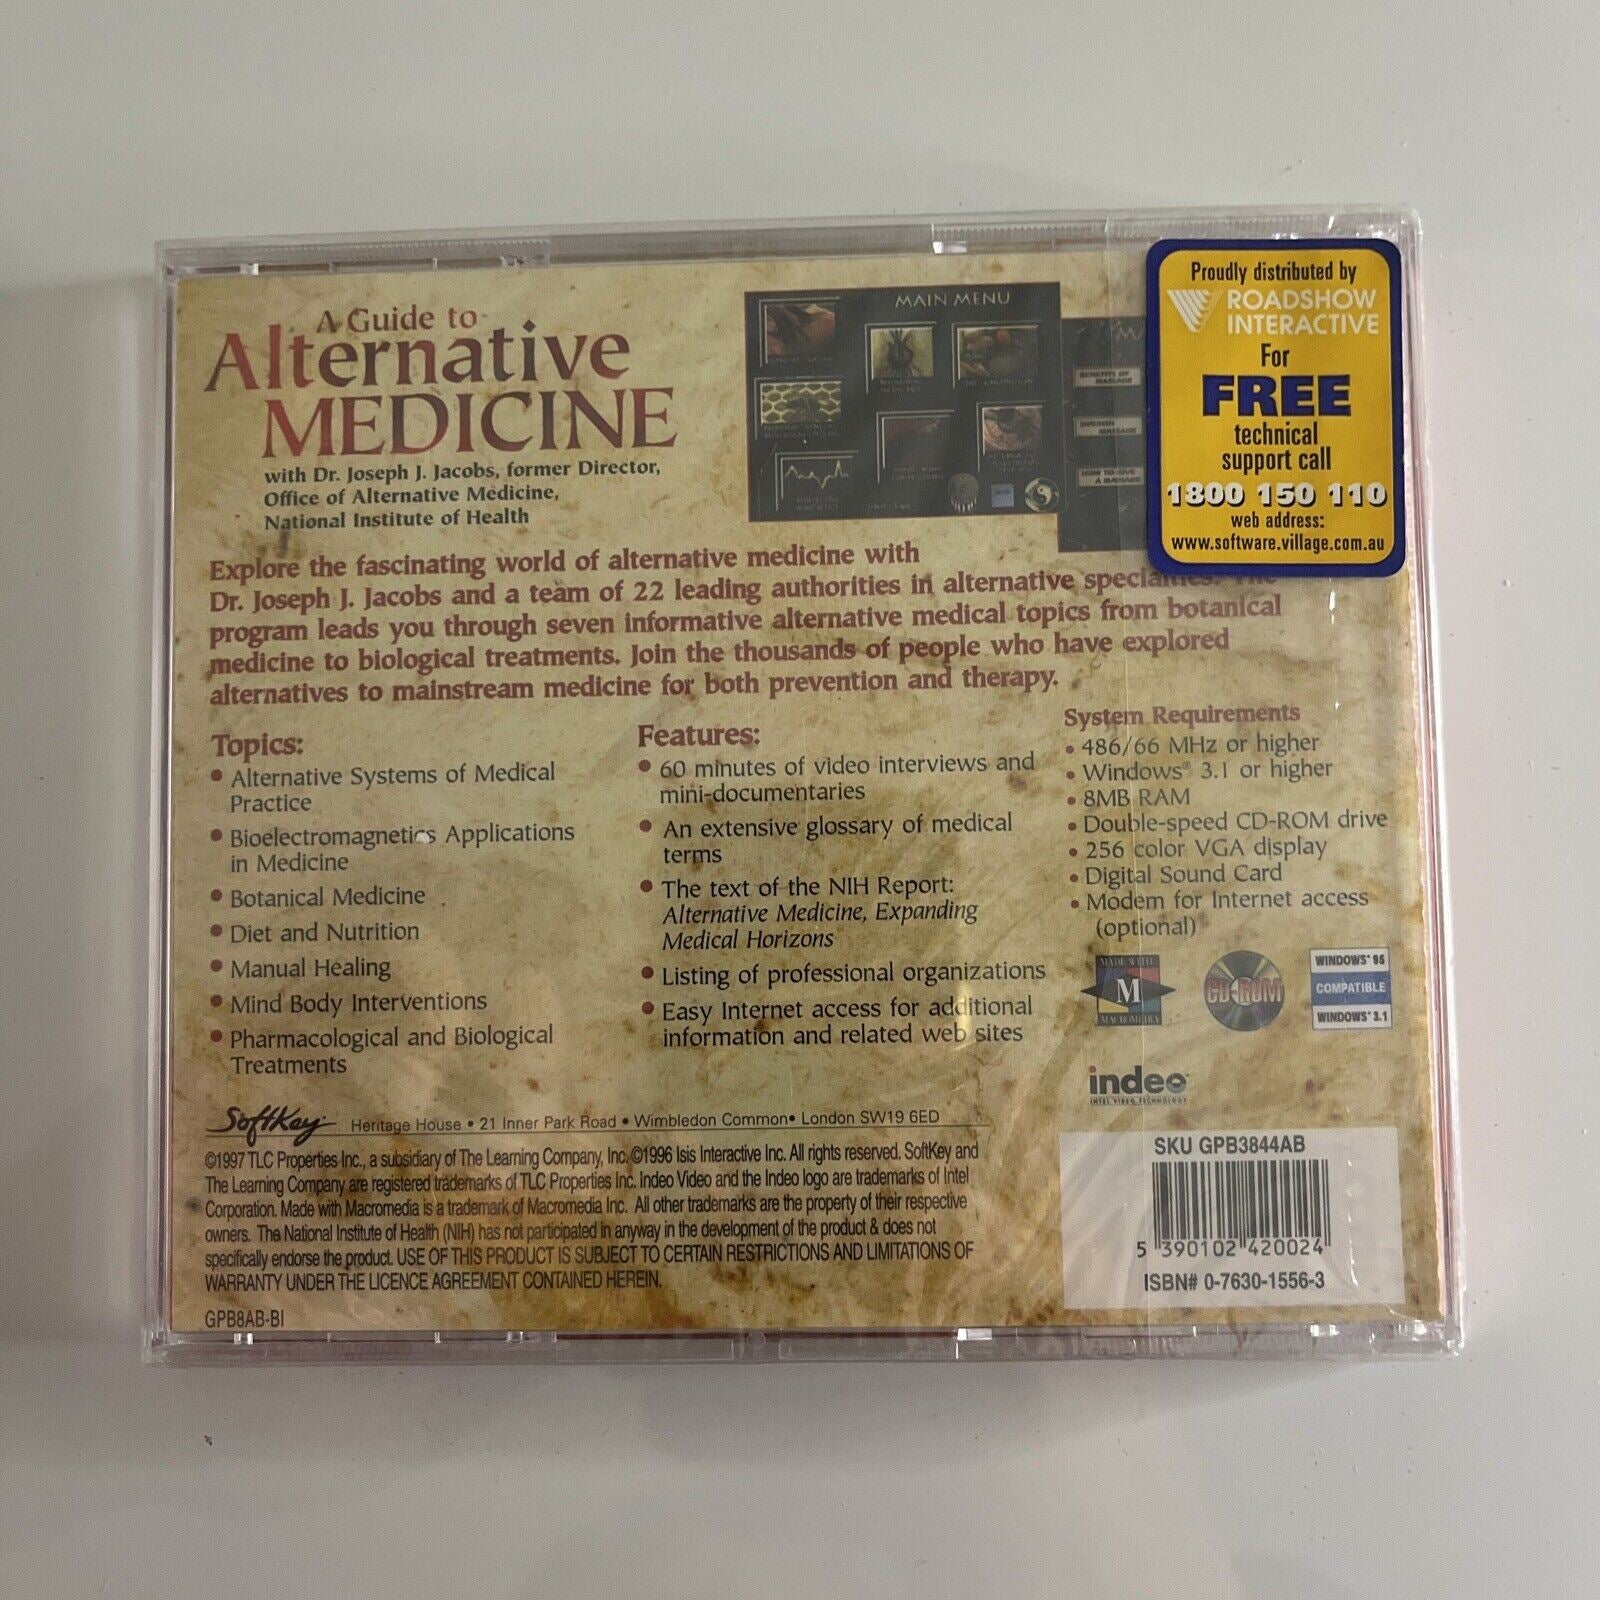 A Guide to
Alternative
MEDICINE
with Dr. Joseph J. Jacobs, former Director,
Office of Alternative Medicine,
National Institute of Health
MAIN MENU
BENEFITS OF
MASSAGE
SWEDISH
MASSAGE
HOW TO GIVE
A MASSAGE
Proudly distributed by
ROADSHOW
INTERACTIVE
For
FREE
technical
support call
1800 150 110
web address:
www.software.village.com.au
Explore the fascinating world of alternative medicine with
Dr. Joseph J. Jacobs and a team of 22 leading authorities in alternative specialties. The
program leads you through seven informative alternative medical topics from botanical
medicine to biological treatments. Join the thousands of people who have explored
alternatives to mainstream medicine for both prevention and therapy.
Topics:
• Alternative Systems of Medical
Practice
• Bioelectromagnetics Applications
in Medicine
• Botanical Medicine
• Diet and Nutrition
• Manual Healing
• Mind Body Interventions
• Pharmacological and Biological
Treatments
Features:
• 60 minutes of video interviews and
mini-documentaries
• An extensive glossary of medical
terms
• The text of the NIH Report:
Alternative Medicine, Expanding
Medical Horizons
• Listing of professional organizations
• Easy Internet access for additional
information and related web sites
System Requirements
• 486/66 MHz or higher
• Windows® 3.1 or higher
• 8MB RAM
• Double-speed CD-ROM drive
• 256 color VGA display
• Digital Sound Card
• Modem for Internet access
(optional)
MADE WITH
M
MACROMEDIA
CD-ROM
WINDOWS® 95
COMPATIBLE
WINDOWS® 3.1
indeo™
INTEL VIDEO TECHNOLOGY
SoftKey. Heritage House • 21 Inner Park Road • Wimbledon Common• London SW19 6ED
©1997 TLC Properties Inc., a subsidiary of The Learning Company, Inc. ©1996 Isis Interactive Inc. All rights reserved. SoftKey and
The Learning Company are registered trademarks of TLC Properties Inc. Indeo Video and the Indeo logo are trademarks of Intel
Corporation. Made with Macromedia is a trademark of Macromedia Inc. All other trademarks are the property of their respective
owners. The National Institute of Health (NIH) has not participated in anyway in the development of the product & does not
specifically endorse the product. USE OF THIS PRODUCT IS SUBJECT TO CERTAIN RESTRICTIONS AND LIMITATIONS OF
WARRANTY UNDER THE LICENCE AGREEMENT CONTAINED HEREIN.
GPB8AB-BI
SKU GPB3844AB
5 390102 420024
ISBN# 0-7630-1556-3